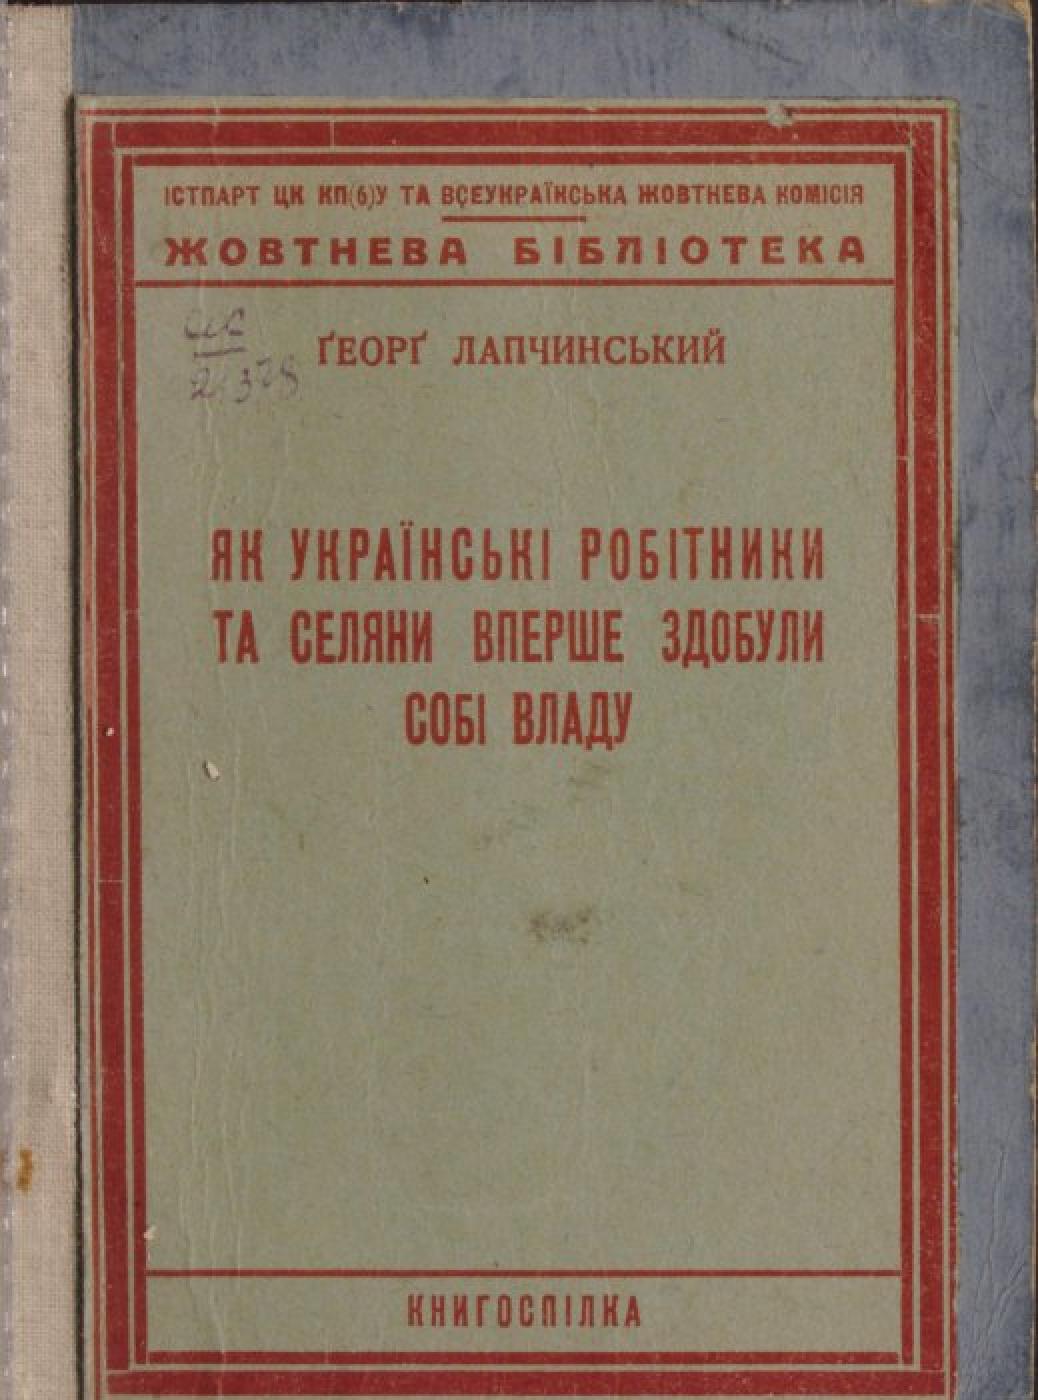 ІСТПАРТ ЦК КП(б)У ТА ВСЕУКРАЇНСЬКА ЖОВТНЕВА КОМІСІЯ
ЖОВТНЕВА БІБЛІОТЕКА
ҐЕОРҐ ЛАПЧИНСЬКИЙ
ЯК УКРАЇНСЬКІ РОБІТНИКИ
ТА СЕЛЯНИ ВПЕРШЕ ЗДОБУЛИ
СОБІ ВЛАДУ
КНИГОСПІЛКА